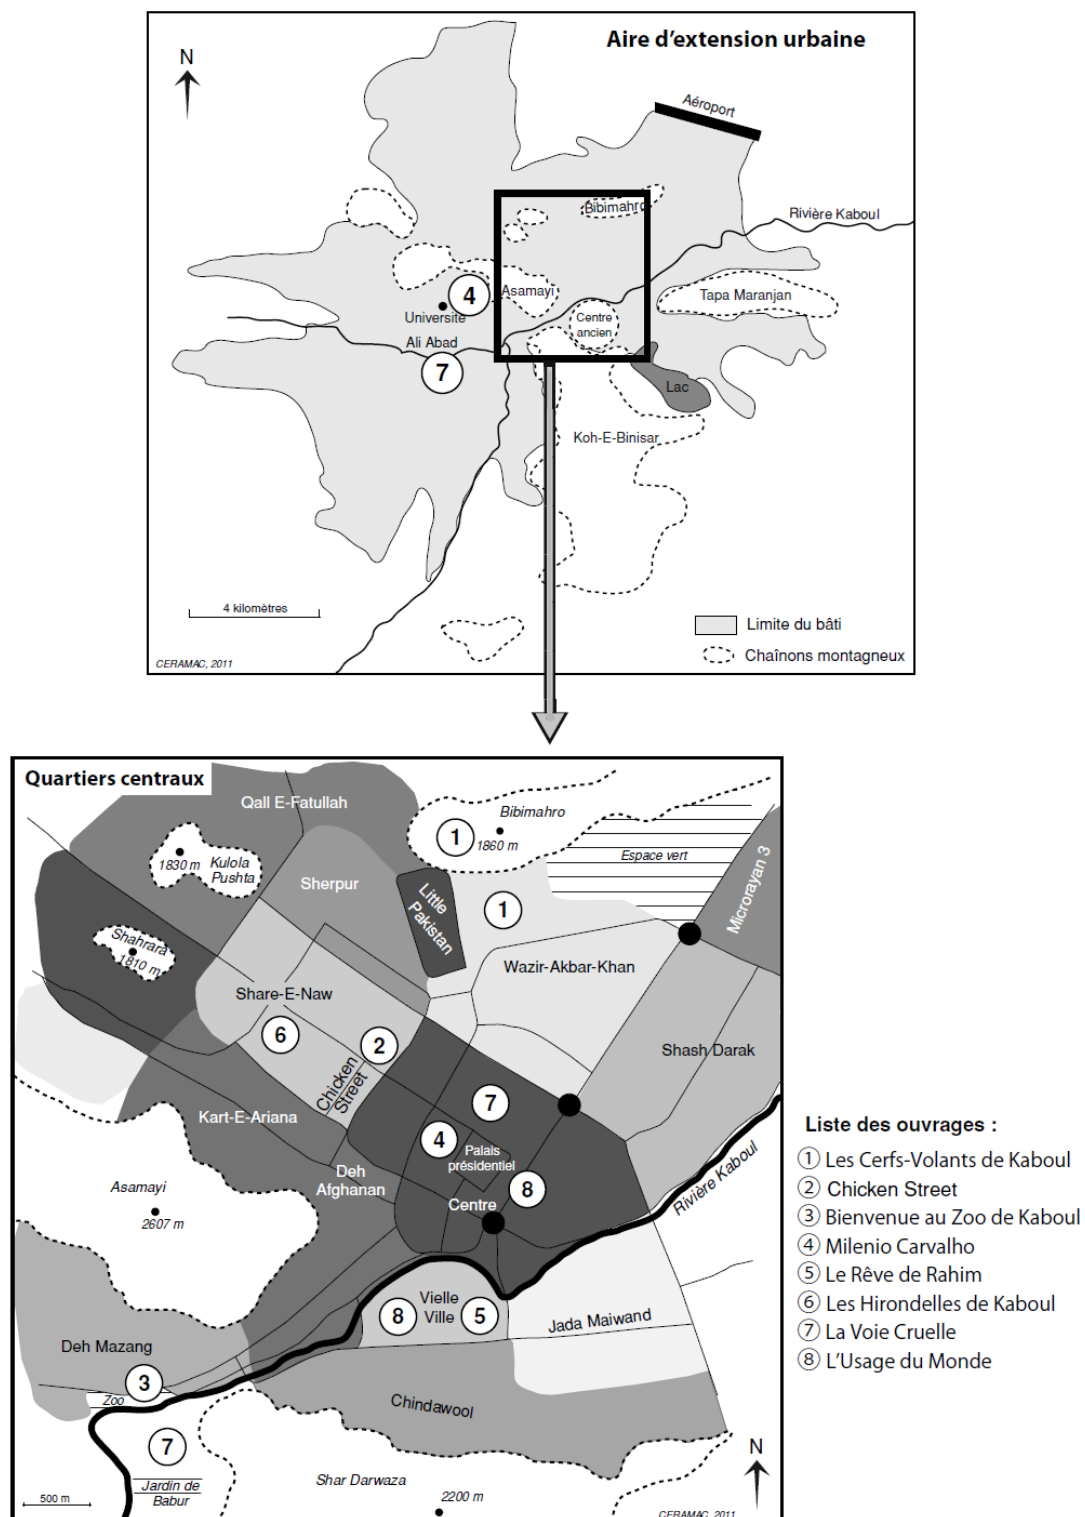 Aire d'extension urbaine
N
Aéroport
Bibimahro
Rivière Kaboul
Asamayi
Tapa Maranjan
4
Université
Centre
ancien
Ali Abad
7
Lac
Koh-E-Binisar
4 kilomètres
Limite du bâti
Chaînons montagneux
CERAMAC, 2011
Quartiers centraux
Qall E-Fatullah
Bibimahro
1
1860 m
1830 m
Kulola
Pushta
Espace vert
Microrayan 3
Sherpur
Little
Pakistan
1
Shahrara
1810 m
Wazir-Akbar-Khan
Share-E-Naw
6
2
Shash Darak
Chicken
Street
7
Kart-E-Ariana
4
Palais
présidentiel
Deh
Afghanan
8
Centre
Rivière Kaboul
Asamayi
2607 m
Vielle
Ville
8
5
Jada Maiwand
Deh Mazang
3
Zoo
Chindawool
7
Jardin de
Babur
Shar Darwaza
2200 m
N
500 m
CERAMAC, 2011
Liste des ouvrages :
1 Les Cerfs-Volants de Kaboul
2 Chicken Street
3 Bienvenue au Zoo de Kaboul
4 Milenio Carvalho
5 Le Rêve de Rahim
6 Les Hirondelles de Kaboul
7 La Voie Cruelle
8 L'Usage du Monde